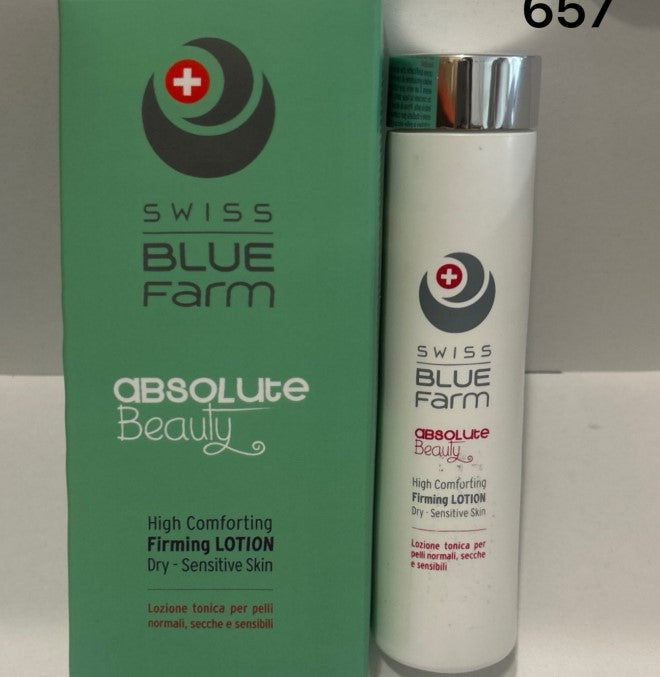 657
SWISS
BLUE
Farm
absolute
Beauty
High Comforting
Firming LOTION
Dry - Sensitive Skin
Lozione tonica per pelli
normali, secche e sensibili
SWISS
BLUE
Farm
absolute
Beauty
High Comforting
Firming LOTION
Dry - Sensitive Skin
Lozione tonica per
pelli normali, secche
e sensibili